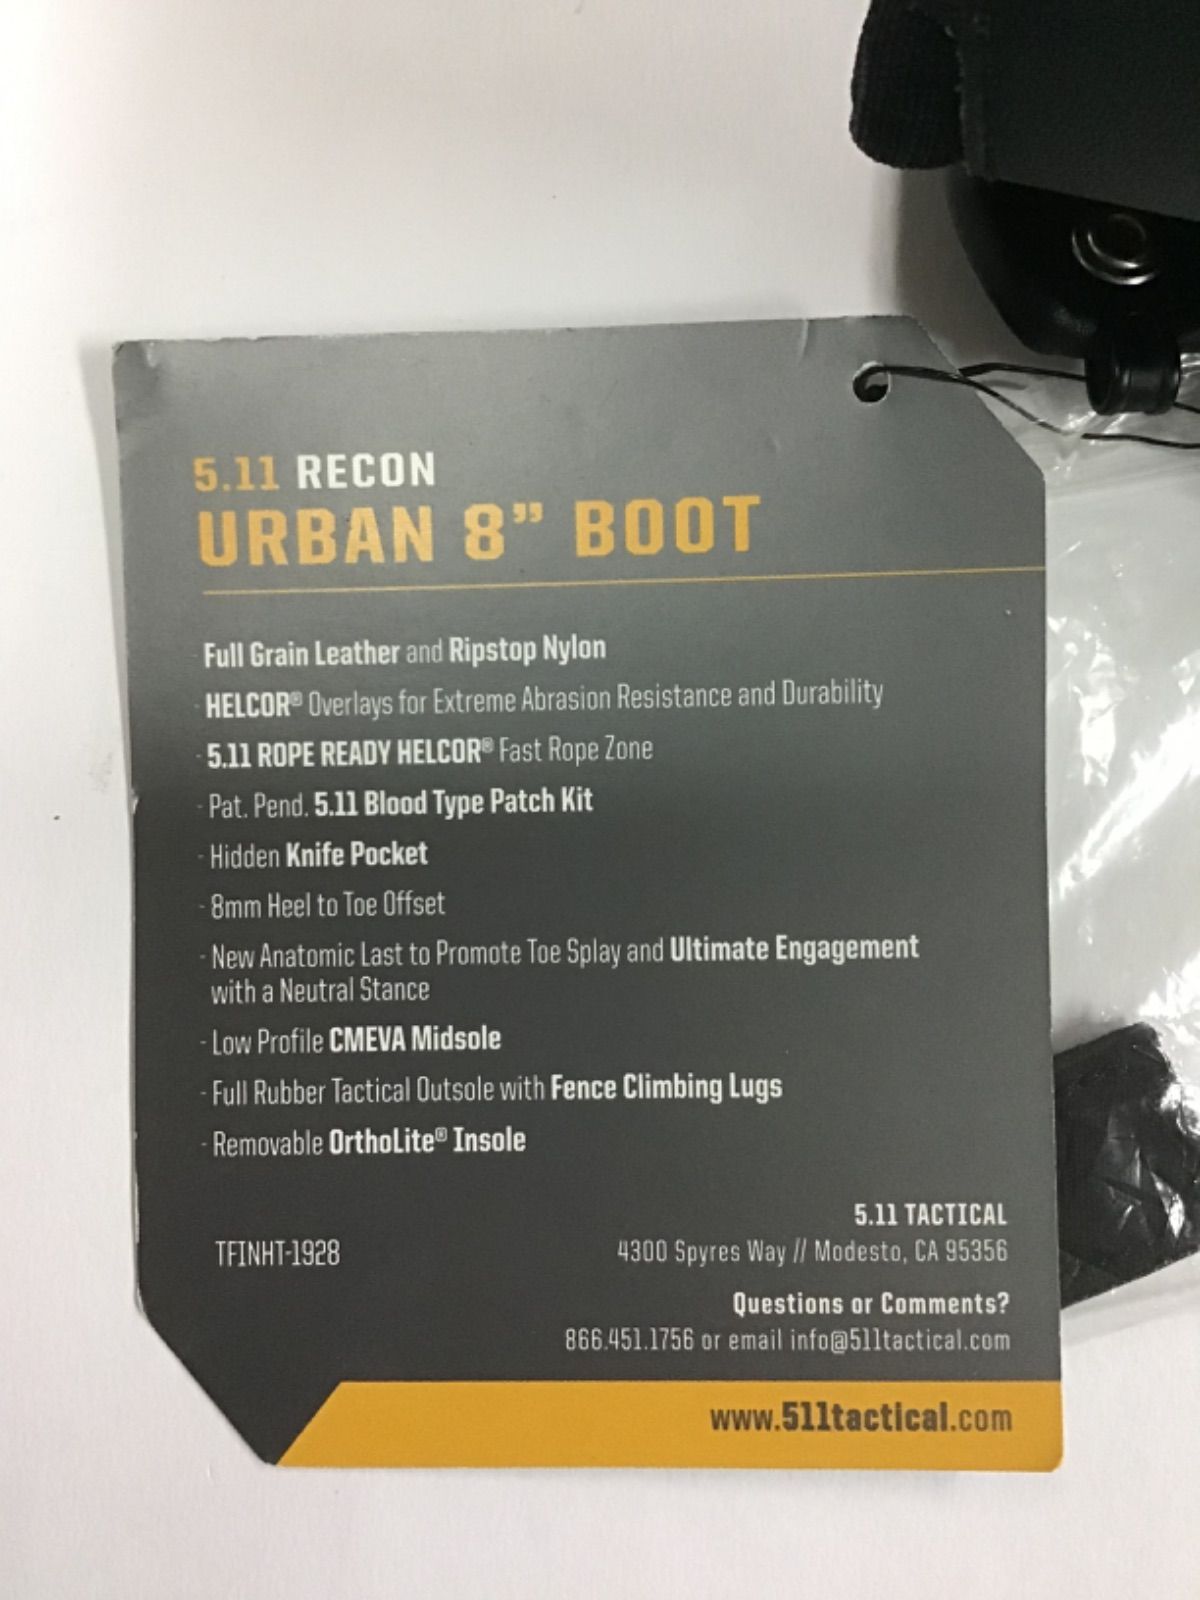 5.11 RECON
URBAN 8” BOOT
· Full Grain Leather and Ripstop Nylon
· HELCOR® Overlays for Extreme Abrasion Resistance and Durability
· 5.11 ROPE READY HELCOR® Fast Rope Zone
· Pat. Pend. 5.11 Blood Type Patch Kit
· Hidden Knife Pocket
· 8mm Heel to Toe Offset
· New Anatomic Last to Promote Toe Splay and Ultimate Engagement
with a Neutral Stance
· Low Profile CMEVA Midsole
· Full Rubber Tactical Outsole with Fence Climbing Lugs
· Removable OrthoLite® Insole
TFINHT-1928
5.11 TACTICAL
4300 Spyres Way // Modesto, CA 95356
Questions or Comments?
866.451.1756 or email info@511tactical.com
www.511tactical.com